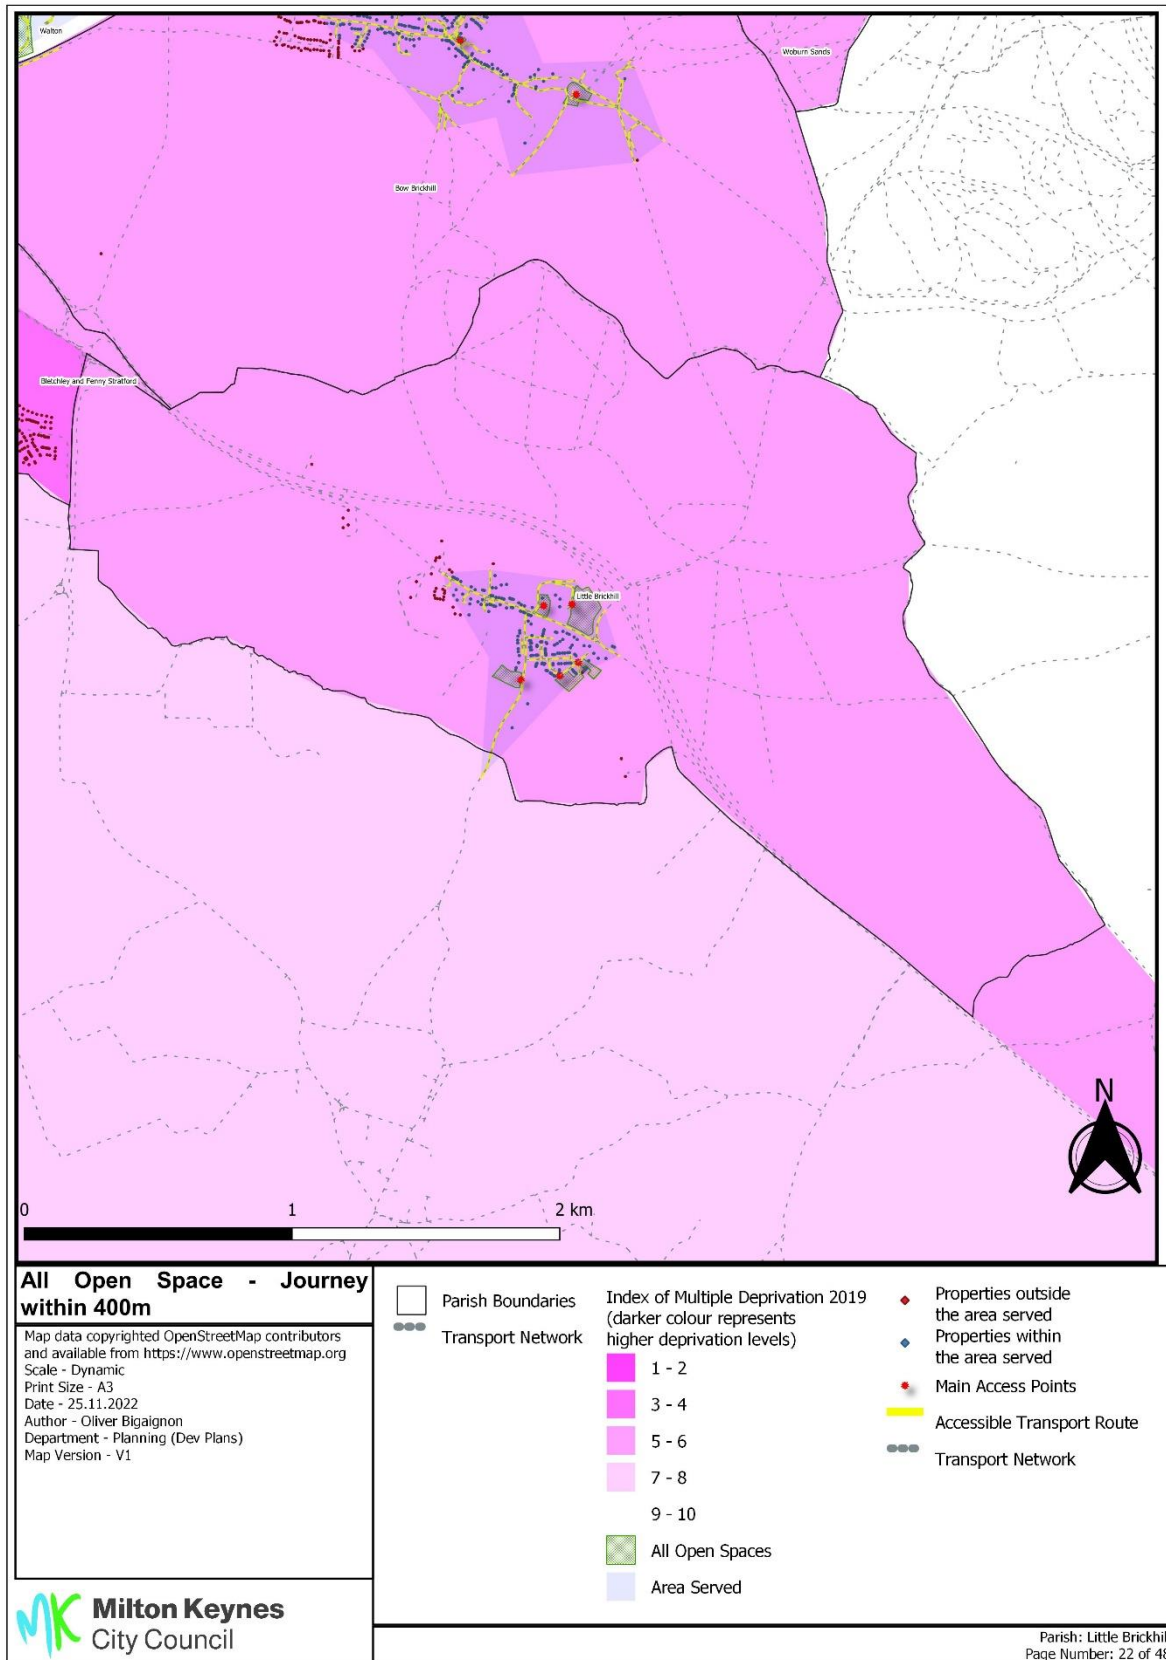 Walton
Woburn Sands
Bow Brickhill
Bletchley and Fenny Stratford
Little Brickhill
N
0 1 2 km
All Open Space - Journey
within 400m
Map data copyrighted OpenStreetMap contributors
and available from https://www.openstreetmap.org
Scale - Dynamic
Print Size - A3
Date - 25.11.2022
Author - Oliver Bigaignon
Department - Planning (Dev Plans)
Map Version - V1
MK
Milton Keynes
City Council
Parish Boundaries
Transport Network
Index of Multiple Deprivation 2019
(darker colour represents
higher deprivation levels)
1 - 2
3 - 4
5 - 6
7 - 8
9 - 10
All Open Spaces
Area Served
Properties outside
the area served
Properties within
the area served
Main Access Points
Accessible Transport Route
Transport Network
Parish: Little Brickhil
Page Number: 22 of 48